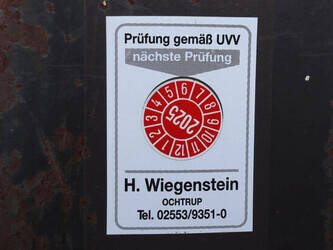 Prüfung gemäß UVV
nächste Prüfung
1 2 3 4 5 6 7 8 9 10 11 12
2025
H. Wiegenstein
OCHTRUP
Tel. 02553/9351-0